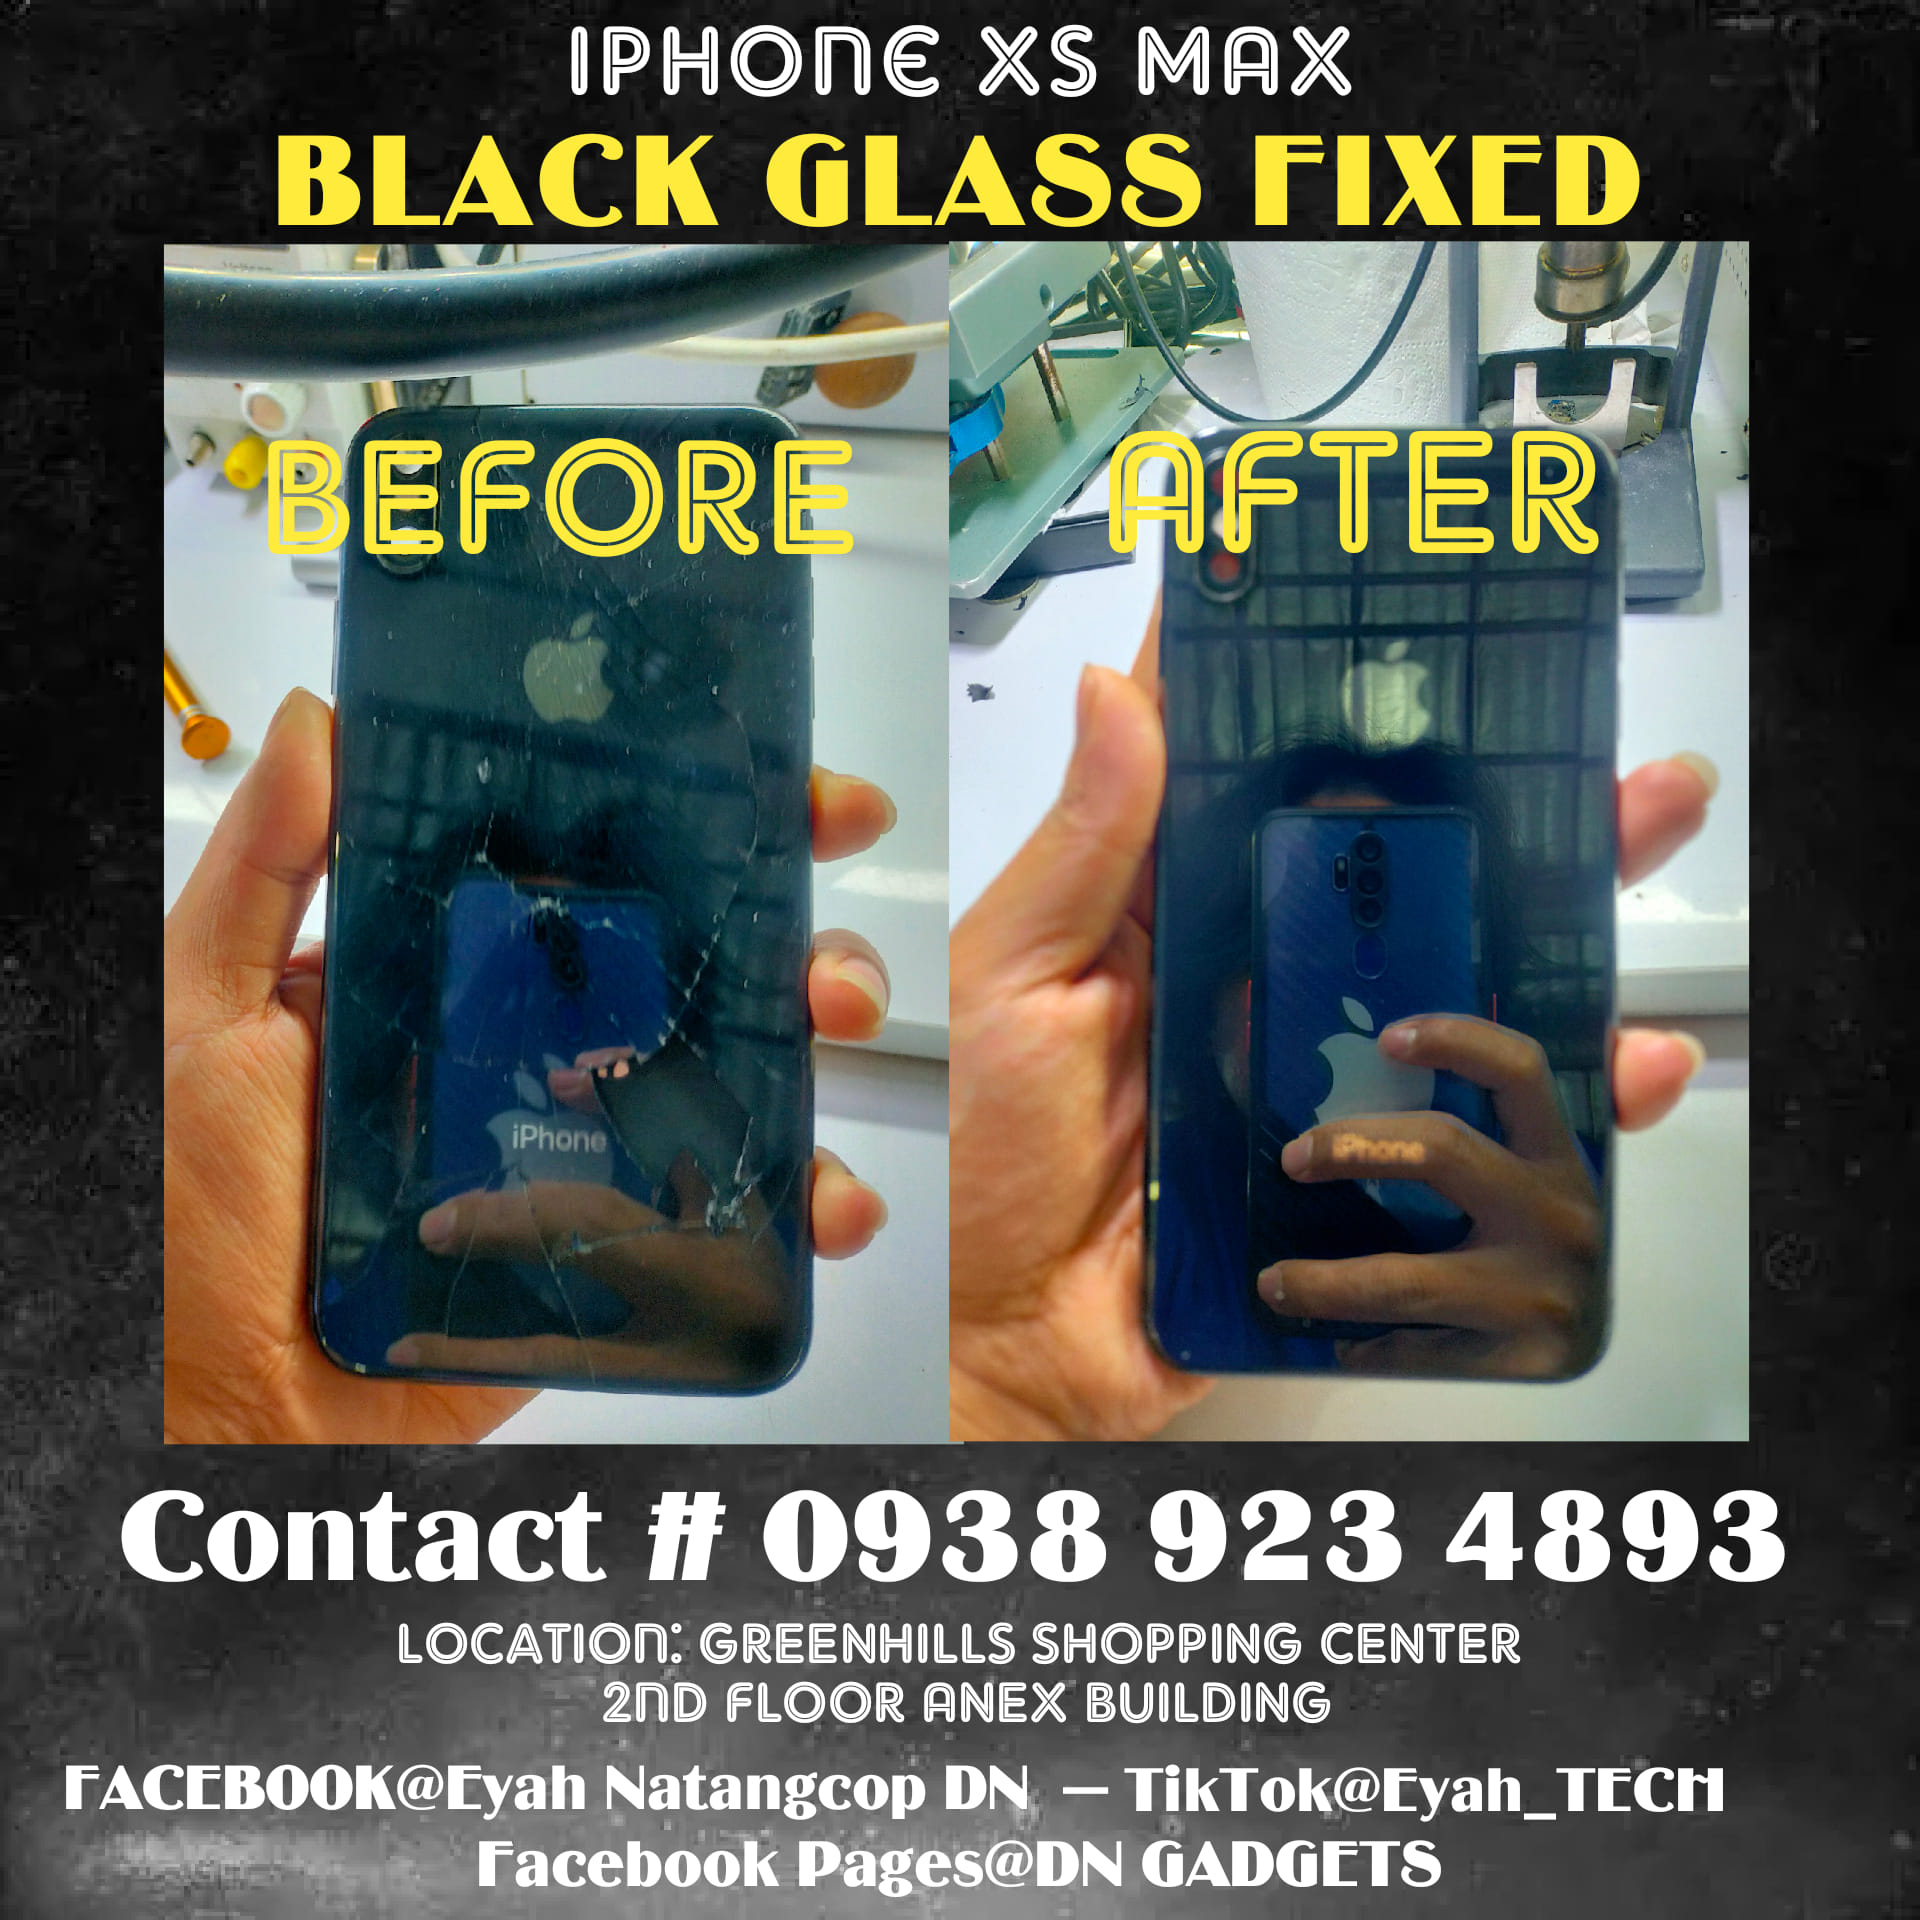 IPHONE XS MAX
BLACK GLASS FIXED
BEFORE
AFTER
iPhone
iPhone
Contact # 0938 923 4893
LOCATION: GREENHILLS SHOPPING CENTER
2ND FLOOR ANEX BUILDING
FACEBOOK@Eyah Natangcop DN — TikTok@Eyah_TECH
Facebook Pages@DN GADGETS